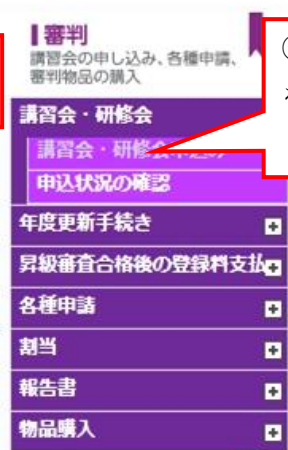 審判
講習会の申し込み、各種申請、
審判物品の購入
講習会・研修会
講習会・研修会申込み
申込状況の確認
年度更新手続き
昇級審査合格後の登録料支払
各種申請
割当
報告書
物品購入